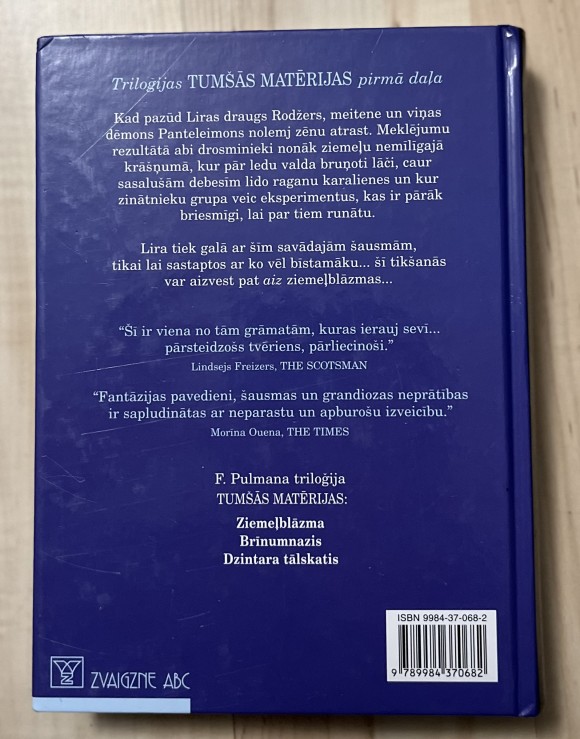 Triloģijas TUMŠĀS MATĒRIJAS pirmā daļa
Kad pazūd Liras draugs Rodžers, meitene un viņas
dēmons Panteleimons nolemj zēnu atrast. Meklējumu
rezultātā abi drosminieki nonāk ziemeļu nemīlīgajā
krāšņumā, kur pār ledu valda bruņoti lāči, caur
sasalušām debesīm lido raganu karalienes un kur
zinātnieku grupa veic eksperimentus, kas ir pārāk
briesmīgi, lai par tiem runātu.
Lira tiek galā ar šīm savādajām šausmām,
tikai lai sastaptos ar ko vēl bīstamāku... šī tikšanās
var aizvest pat aiz ziemeļblāzmas...
“Šī ir viena no tām grāmatām, kuras ierauj sevī...
pārsteidzošs tvēriens, pārliecinoši.”
Lindsejs Freizers, THE SCOTSMAN
“Fantāzijas pavedieni, šausmas un grandiozas neprātības
ir sapludinātas ar neparastu un apburošu izveicību.”
Morīna Ouena, THE TIMES
F. Pulmana triloģija
TUMŠĀS MATĒRIJAS:
Ziemeļblāzma
Brīnumnazis
Dzintara tālskatis
ISBN 9984-37-068-2
9 789984 370682
ZVAIGZNE ABC